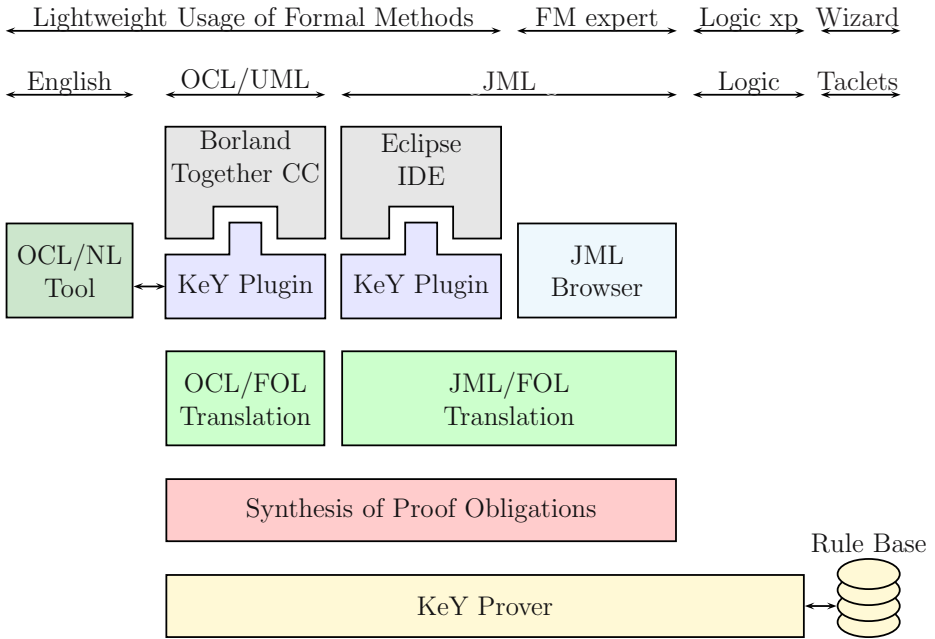 Lightweight Usage of Formal Methods
FM expert
Logic xp
Wizard
English
OCL/UML
JML
Logic
Taclets
Borland
Together CC
Eclipse
IDE
OCL/NL
Tool
KeY Plugin
KeY Plugin
JML
Browser
OCL/FOL
Translation
JML/FOL
Translation
Synthesis of Proof Obligations
Rule Base
KeY Prover